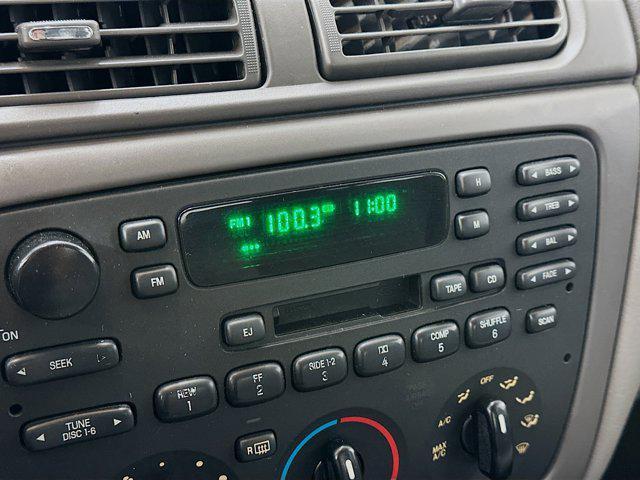 FM1 100.3 11:00
H
M
BASS
TREB
BAL
FADE
AM
FM
TAPE
CD
SCAN
ON
EJ
SEEK
REW
1
FF
2
SIDE 1-2
3
4
COMP
5
SHUFFLE
6
TUNE
DISC 1-6
R
OFF
A/C
MAX
A/C